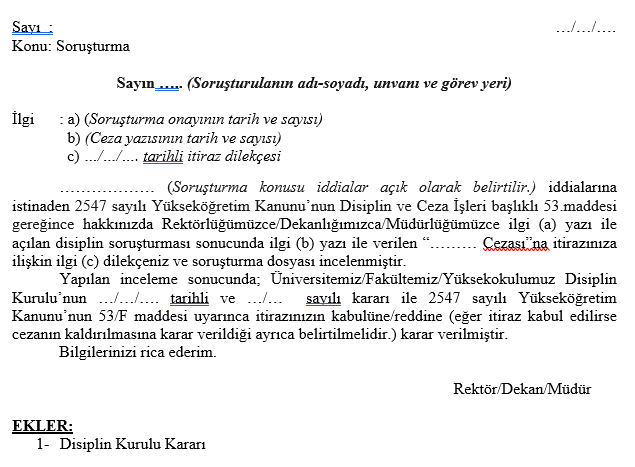 Sayı : .../.../....
Konu: Soruşturma
Sayın ..... (Soruşturulanın adı-soyadı, unvanı ve görev yeri)
İlgi : a) (Soruşturma onayının tarih ve sayısı)
b) (Ceza yazısının tarih ve sayısı)
c) .../.../.... tarihli itiraz dilekçesi
.................. (Soruşturma konusu iddialar açık olarak belirtilir.) iddialarına
istinaden 2547 sayılı Yükseköğretim Kanunu’nun Disiplin ve Ceza İşleri başlıklı 53.maddesi
gereğince hakkınızda Rektörlüğümüzce/Dekanlığımızca/Müdürlüğümüzce ilgi (a) yazı ile
açılan disiplin soruşturması sonucunda ilgi (b) yazı ile verilen “......... Cezası”na itirazınıza
ilişkin ilgi (c) dilekçeniz ve soruşturma dosyası incelenmiştir.
Yapılan inceleme sonucunda; Üniversitemiz/Fakültemiz/Yüksekokulumuz Disiplin
Kurulu’nun .../.../.... tarihli ve .../... sayılı kararı ile 2547 sayılı Yükseköğretim
Kanunu’nun 53/F maddesi uyarınca itirazınızın kabulüne/reddine (eğer itiraz kabul edilirse
cezanın kaldırılmasına karar verildiği ayrıca belirtilmelidir.) karar verilmiştir.
Bilgilerinizi rica ederim.
Rektör/Dekan/Müdür
EKLER:
1- Disiplin Kurulu Kararı